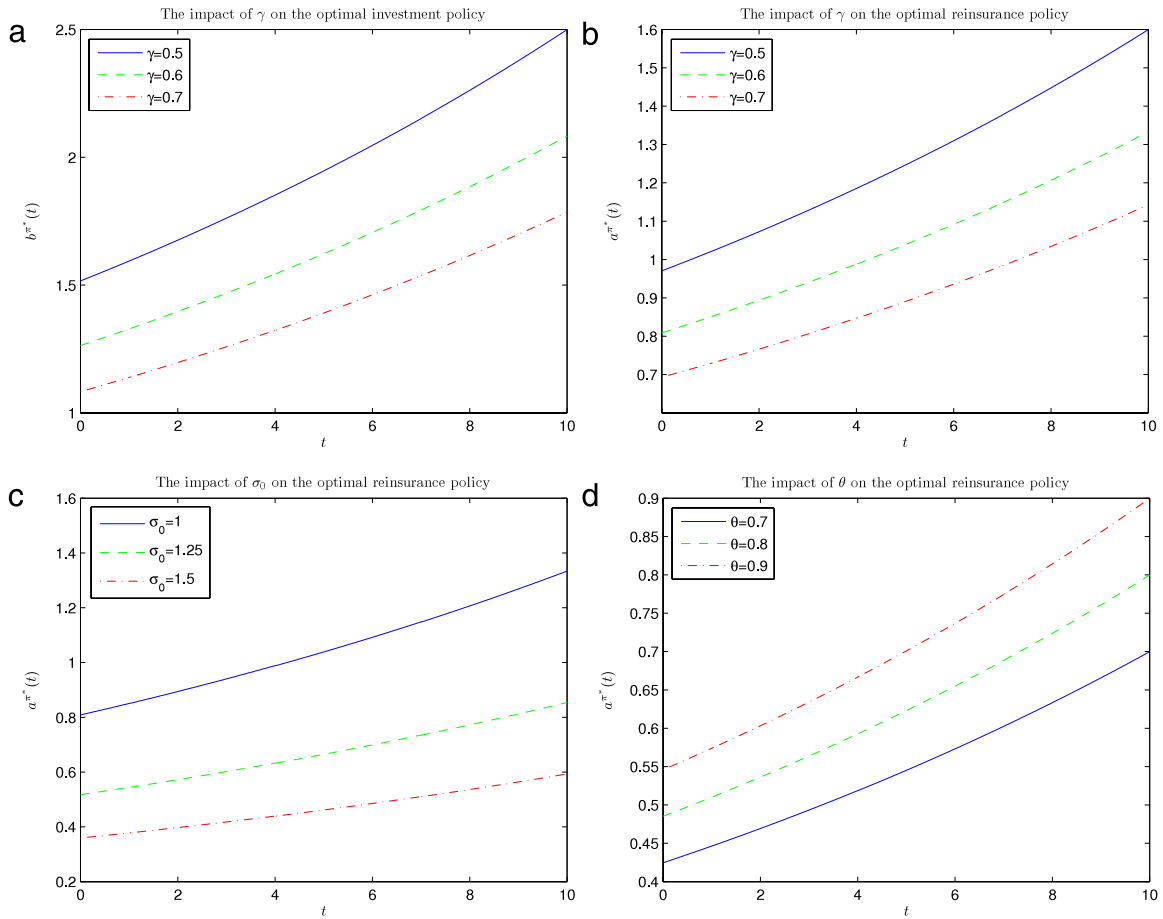 a
The impact of γ on the optimal investment policy
2.5
2
1.5
1
b^{π*}(t)
γ=0.5
γ=0.6
γ=0.7
0 2 4 6 8 10
t
b
The impact of γ on the optimal reinsurance policy
1.6
1.5
1.4
1.3
1.2
1.1
1
0.9
0.8
0.7
a^{π*}(t)
γ=0.5
γ=0.6
γ=0.7
0 2 4 6 8 10
t
c
The impact of σ₀ on the optimal reinsurance policy
1.6
1.4
1.2
1
0.8
0.6
0.4
0.2
a^{π*}(t)
σ₀=1
σ₀=1.25
σ₀=1.5
0 2 4 6 8 10
t
d
The impact of θ on the optimal reinsurance policy
0.9
0.85
0.8
0.75
0.7
0.65
0.6
0.55
0.5
0.45
0.4
a^{π*}(t)
θ=0.7
θ=0.8
θ=0.9
0 2 4 6 8 10
t